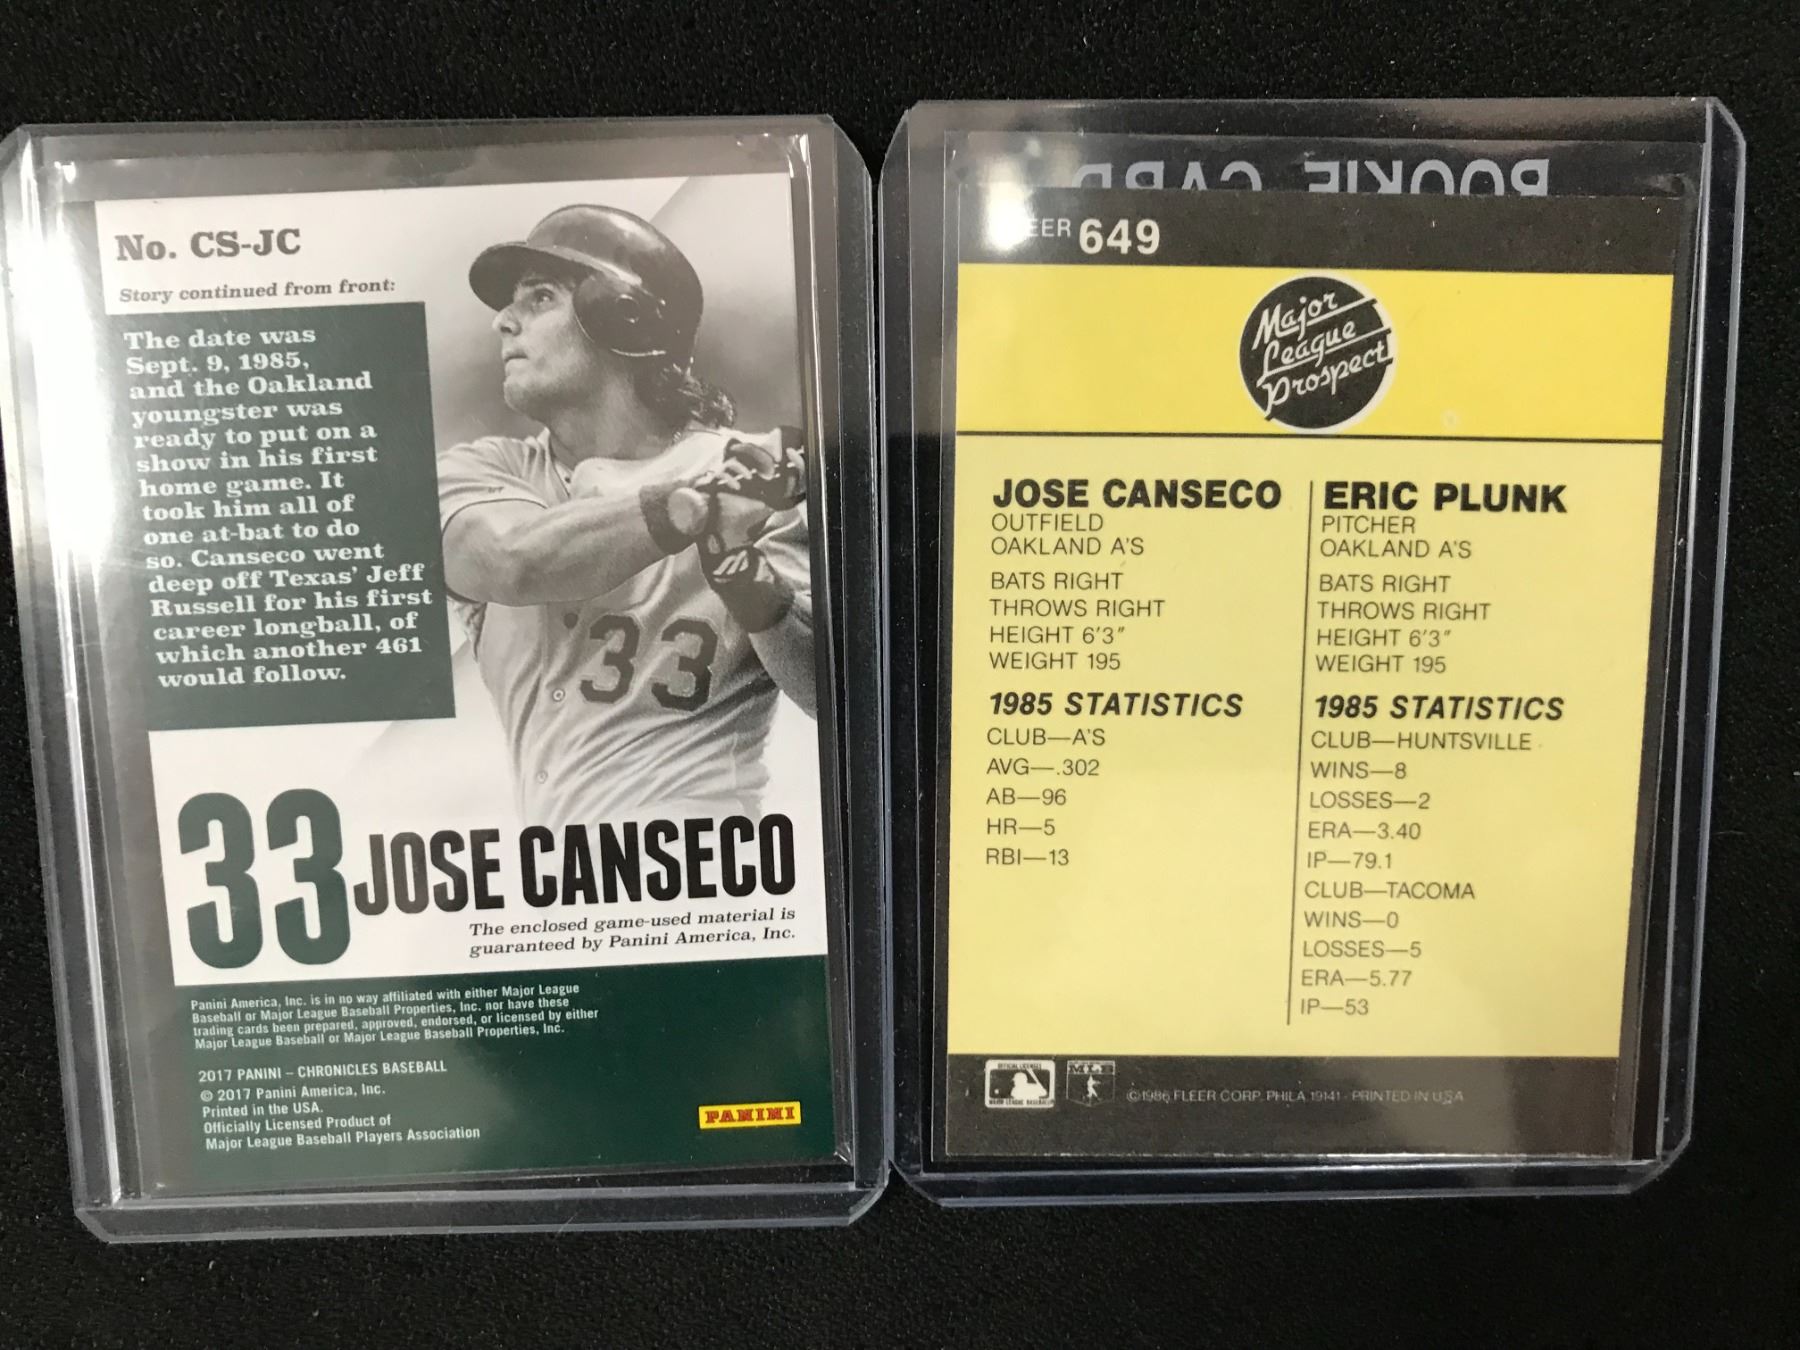 No. CS-JC
Story continued from front:
The date was
Sept. 9, 1985,
and the Oakland
youngster was
ready to put on a
show in his first
home game. It
took him all of
one at-bat to do
so. Canseco went
deep off Texas' Jeff
Russell for his first
career longball, of
which another 461
would follow.
33
33 JOSE CANSECO
The enclosed game-used material is
guaranteed by Panini America, Inc.
Panini America, Inc. is in no way affiliated with either Major League
Baseball or Major League Baseball Properties, Inc. nor have these
trading cards been prepared, approved, endorsed, or licensed by either
Major League Baseball or Major League Baseball Properties, Inc.
2017 PANINI – CHRONICLES BASEBALL
© 2017 Panini America, Inc.
Printed in the USA.
Officially Licensed Product of
Major League Baseball Players Association
PANINI
ROOKIE CARD
649
Major
League
Prospect
JOSE CANSECO
OUTFIELD
OAKLAND A'S
BATS RIGHT
THROWS RIGHT
HEIGHT 6'3"
WEIGHT 195
1985 STATISTICS
CLUB—A'S
AVG—.302
AB—96
HR—5
RBI—13
ERIC PLUNK
PITCHER
OAKLAND A'S
BATS RIGHT
THROWS RIGHT
HEIGHT 6'3"
WEIGHT 195
1985 STATISTICS
CLUB—HUNTSVILLE
WINS—8
LOSSES—2
ERA—3.40
IP—79.1
CLUB—TACOMA
WINS—0
LOSSES—5
ERA—5.77
IP—53
©1986 FLEER CORP. PHILA 19141 - PRINTED IN USA